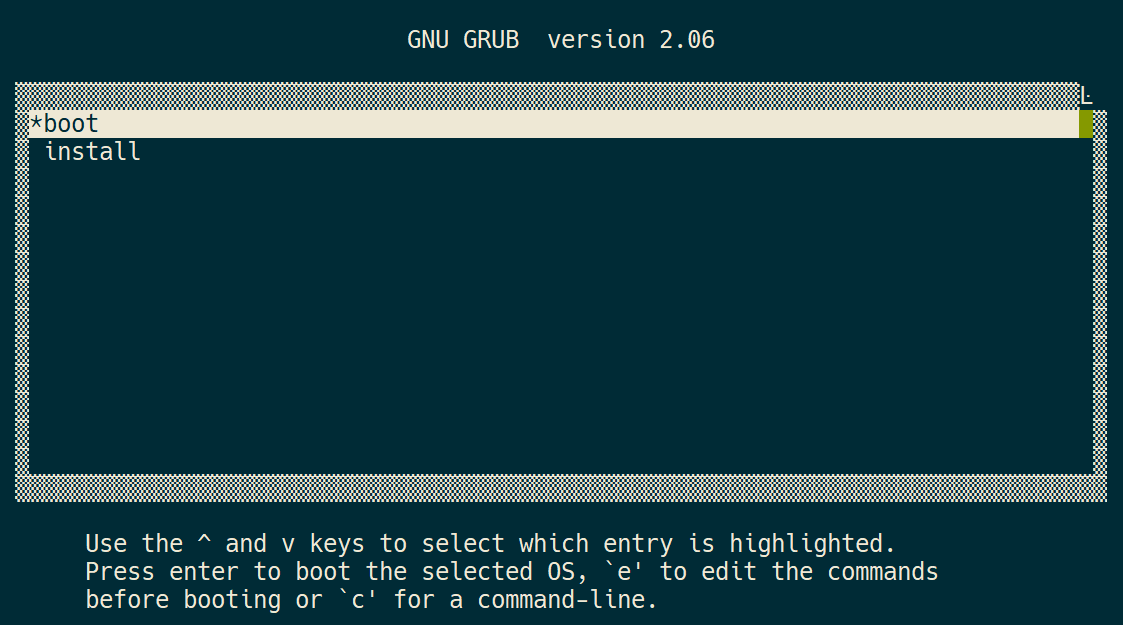 GNU GRUB  version 2.06
*boot
install
Use the ^ and v keys to select which entry is highlighted.
Press enter to boot the selected OS, `e' to edit the commands
before booting or `c' for a command-line.